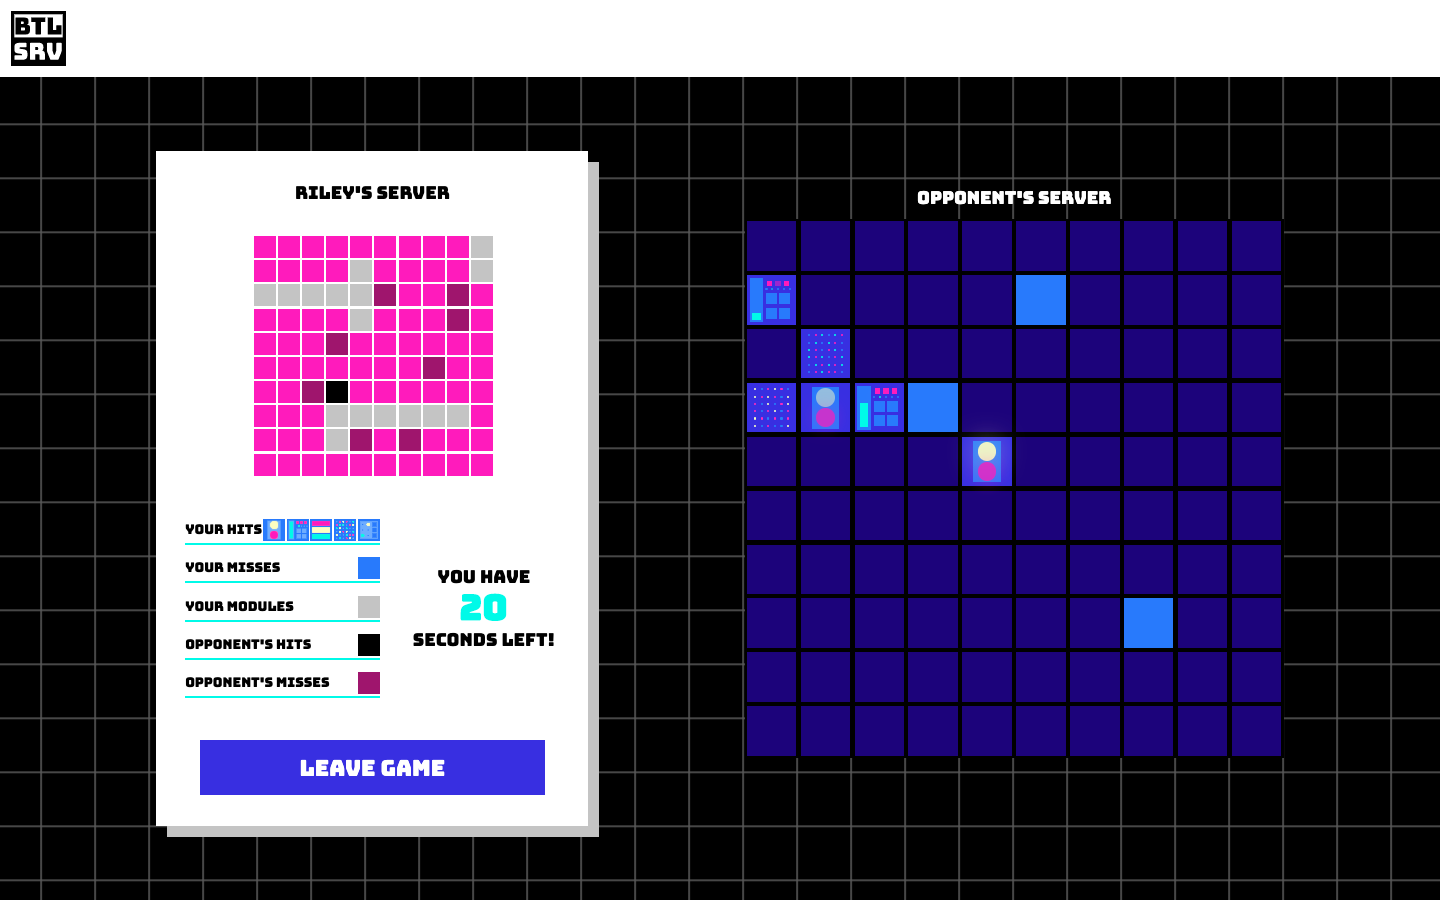 BTL
SRV
RILEY'S SERVER
OPPONENT'S SERVER
YOUR HITS
YOUR MISSES
YOUR MODULES
OPPONENT'S HITS
OPPONENT'S MISSES
YOU HAVE
20
SECONDS LEFT!
LEAVE GAME